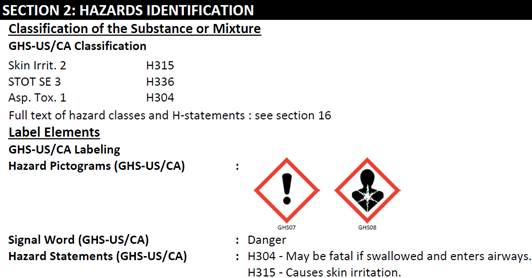 SECTION 2: HAZARDS IDENTIFICATION
Classification of the Substance or Mixture
GHS-US/CA Classification
Skin Irrit. 2 H315
STOT SE 3 H336
Asp. Tox. 1 H304
Full text of hazard classes and H-statements : see section 16
Label Elements
GHS-US/CA Labeling
Hazard Pictograms (GHS-US/CA) :
GHS07 GHS08
Signal Word (GHS-US/CA) : Danger
Hazard Statements (GHS-US/CA) : H304 - May be fatal if swallowed and enters airways.
H315 - Causes skin irritation.